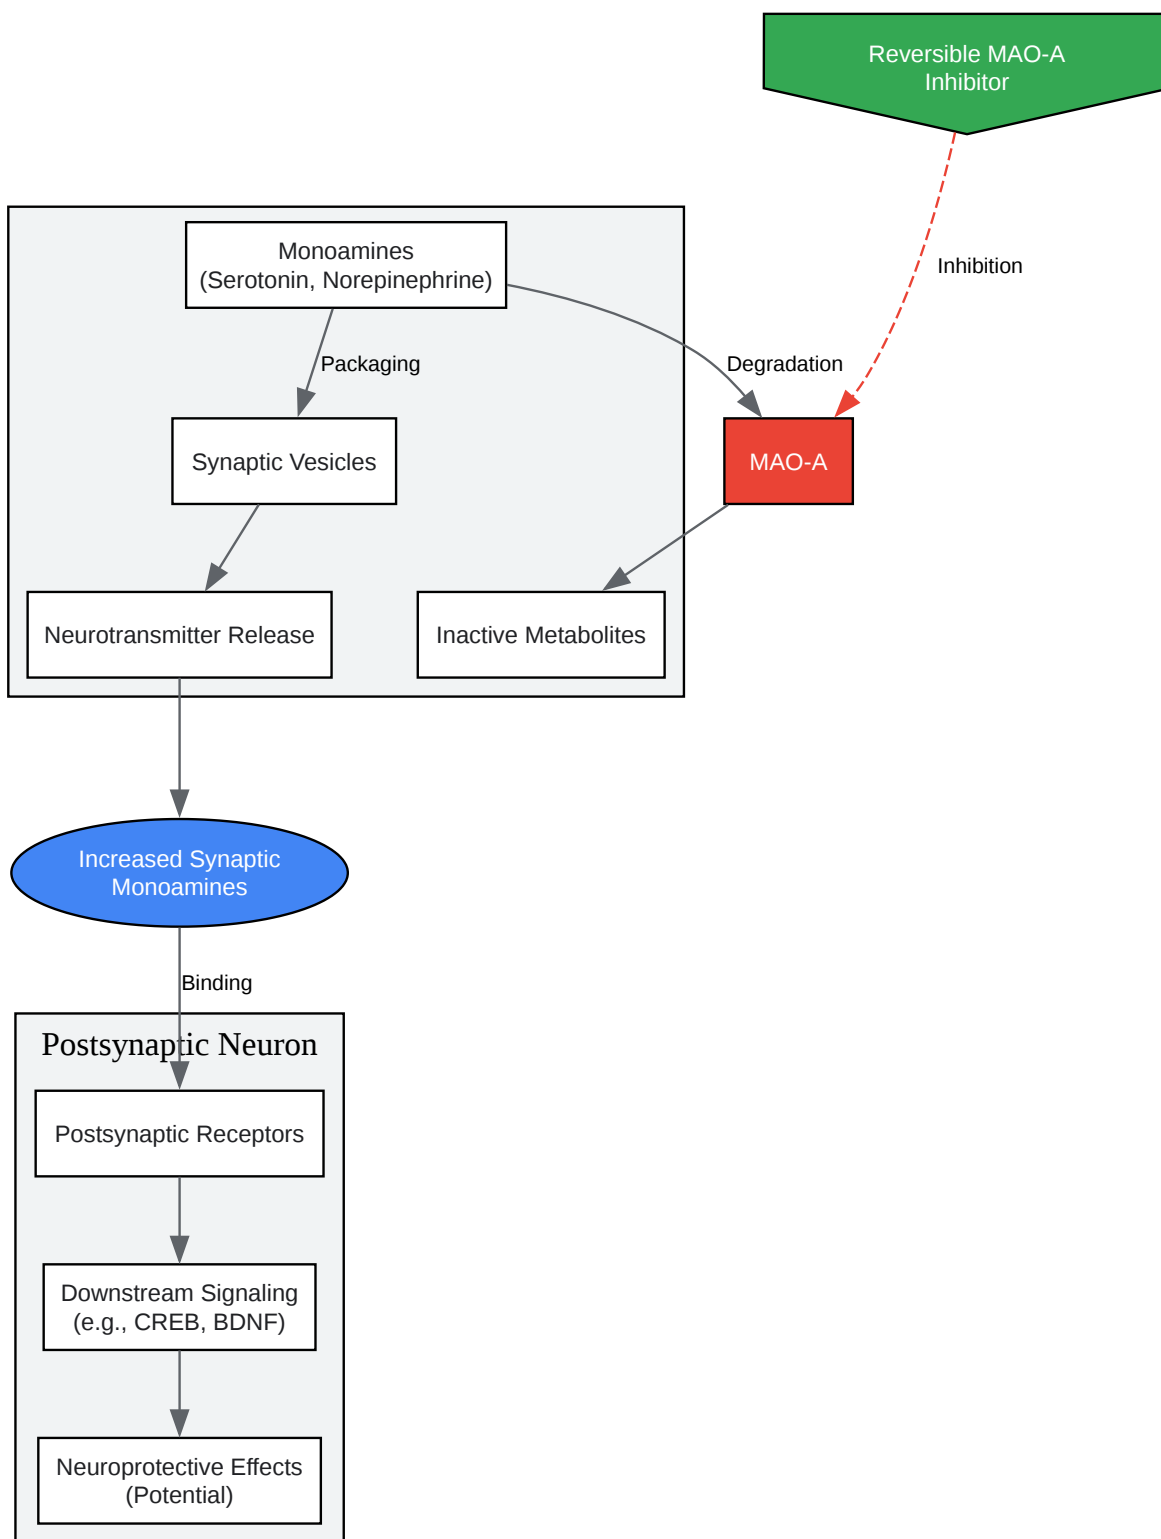 Reversible MAO-A
Inhibitor
Inhibition
Monoamines
(Serotonin, Norepinephrine)
Packaging
Degradation
Synaptic Vesicles
MAO-A
Neurotransmitter Release
Inactive Metabolites
Increased Synaptic
Monoamines
Binding
Postsynaptic Neuron
Postsynaptic Receptors
Downstream Signaling
(e.g., CREB, BDNF)
Neuroprotective Effects
(Potential)